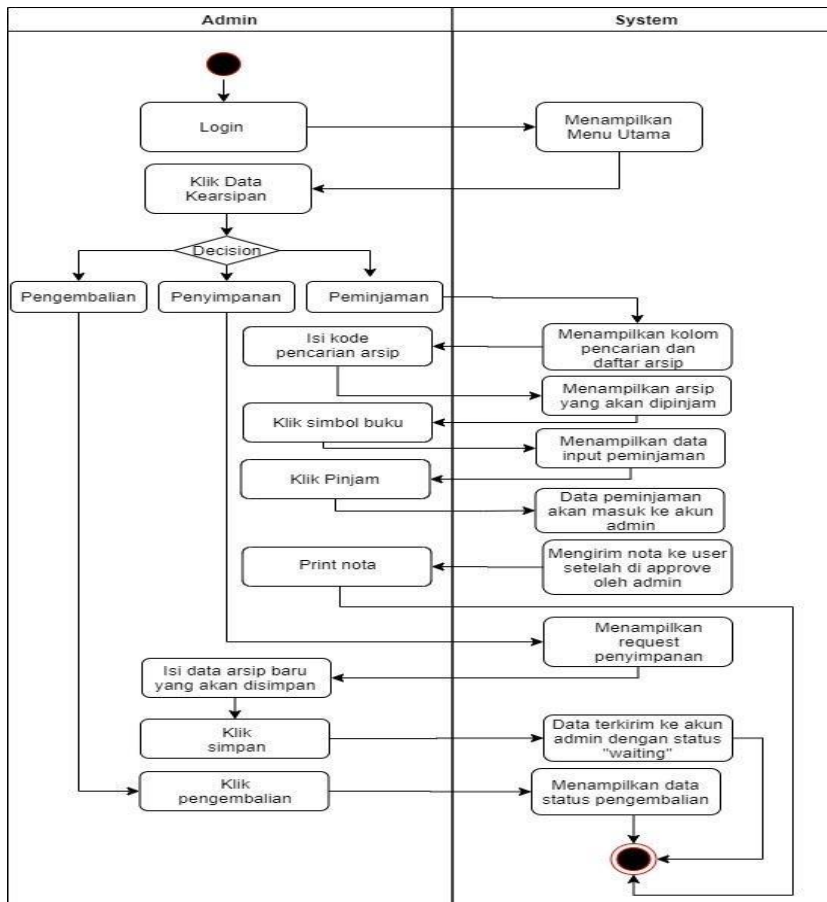 Admin
System
Login
Menampilkan
Menu Utama
Klik Data
Kearsipan
Decision
Pengembalian
Penyimpanan
Peminjaman
Isi kode
pencarian arsip
Menampilkan kolom
pencarian dan
daftar arsip
Menampilkan arsip
yang akan dipinjam
Klik simbol buku
Menampilkan data
input peminjaman
Klik Pinjam
Data peminjaman
akan masuk ke akun
admin
Print nota
Mengirim nota ke user
setelah di approve
oleh admin
Menampilkan
request
penyimpanan
Isi data arsip baru
yang akan disimpan
Klik
simpan
Data terkirim ke akun
admin dengan status
"waiting"
Klik
pengembalian
Menampilkan data
status pengembalian